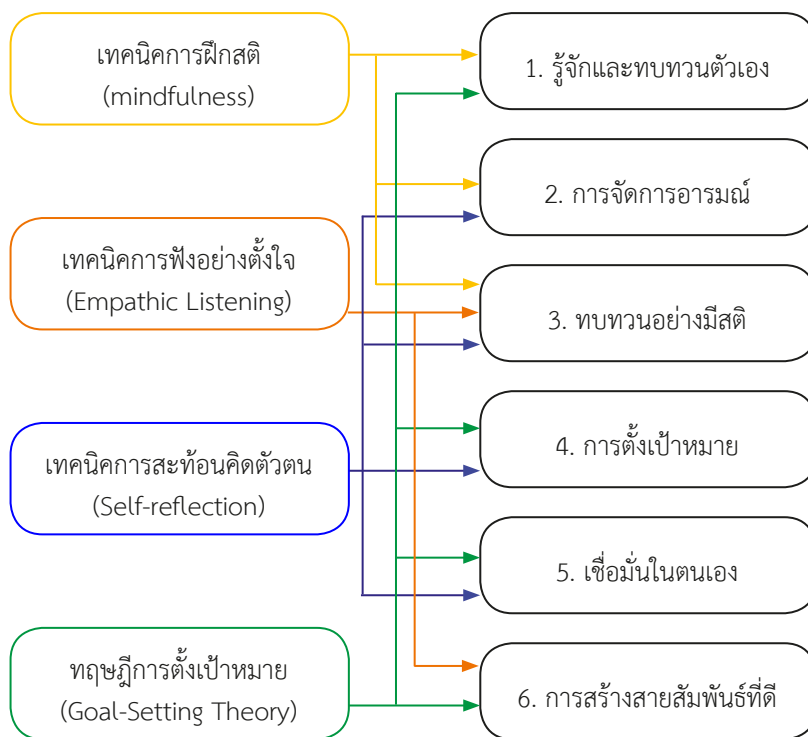 เทคนิคการฝึกสติ
(mindfulness)
เทคนิคการฟังอย่างตั้งใจ
(Empathic Listening)
เทคนิคการสะท้อนคิดตัวตน
(Self-reflection)
ทฤษฎีการตั้งเป้าหมาย
(Goal-Setting Theory)
1. รู้จักและทบทวนตัวเอง
2. การจัดการอารมณ์
3. ทบทวนอย่างมีสติ
4. การตั้งเป้าหมาย
5. เชื่อมั่นในตนเอง
6. การสร้างสายสัมพันธ์ที่ดี